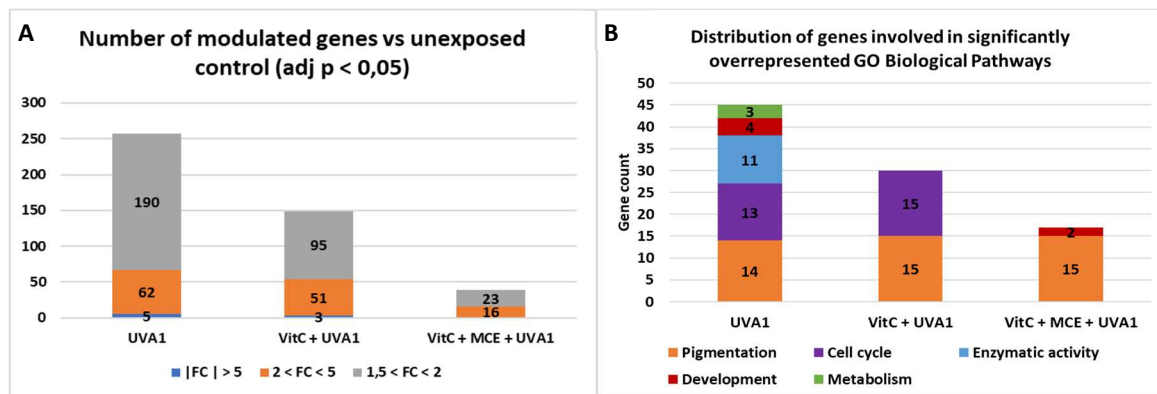 A
Number of modulated genes vs unexposed
control (adj p < 0,05)
300
250
200
150
100
50
0
190
62
5
95
51
3
23
16
UVA1
VitC + UVA1
VitC + MCE + UVA1
|FC | > 5
2 < FC < 5
1,5 < FC < 2
B
Distribution of genes involved in significantly
overrepresented GO Biological Pathways
Gene count
50
45
40
35
30
25
20
15
10
5
0
3
4
11
13
14
15
15
2
15
UVA1
VitC + UVA1
VitC + MCE + UVA1
Pigmentation
Cell cycle
Enzymatic activity
Development
Metabolism